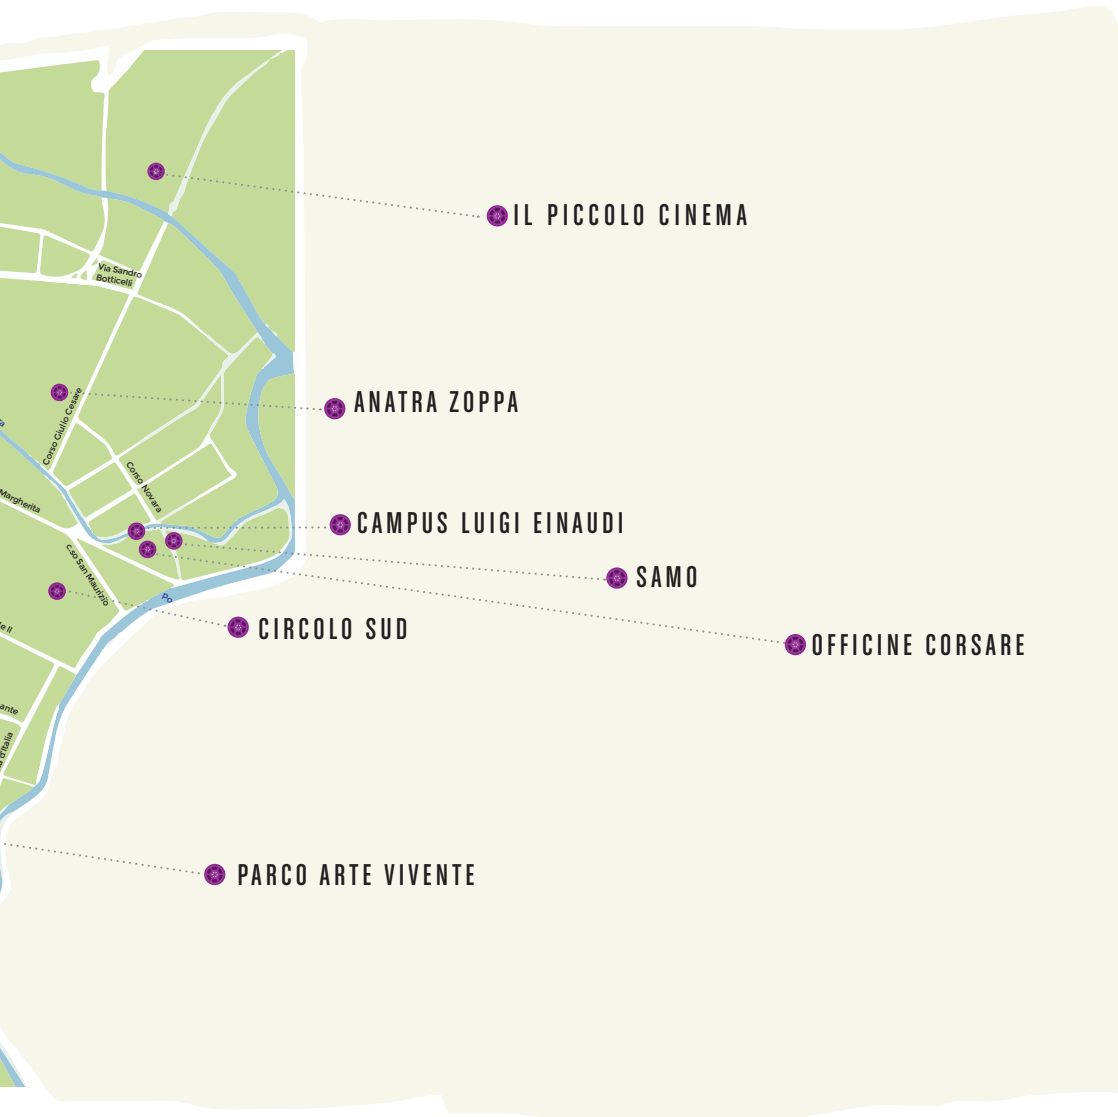 IL PICCOLO CINEMA
Via Sandro
Botticelli
ANATRA ZOPPA
Corso Giulio Cesare
Corso Novara
Margherita
CAMPUS LUIGI EINAUDI
c.so San Maurizio
SAMO
Po
CIRCOLO SUD
OFFICINE CORSARE
PARCO ARTE VIVENTE